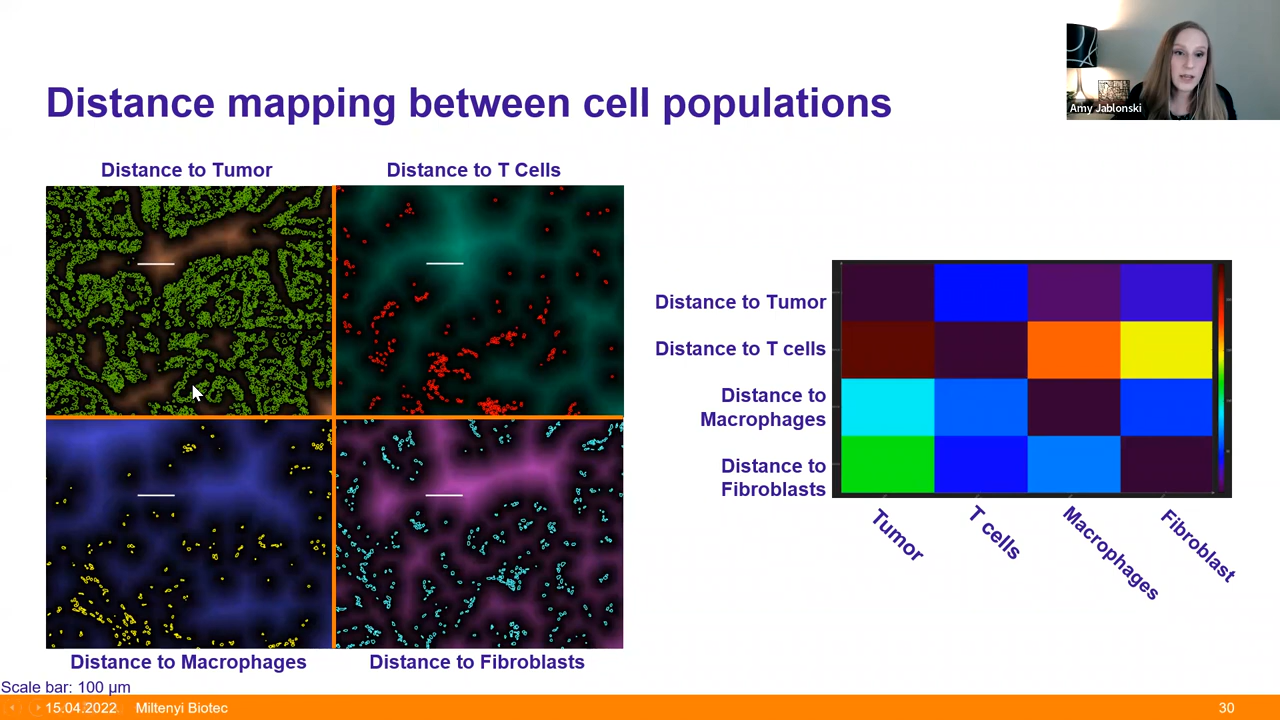 Amy Jablonski
Distance mapping between cell populations
Distance to Tumor
Distance to T Cells
Distance to Macrophages
Distance to Fibroblasts
Distance to Tumor
Distance to T cells
Distance to
Macrophages
Distance to
Fibroblasts
Tumor
T cells
Macrophages
Fibroblast
Scale bar: 100 µm
15.04.2022
Miltenyi Biotec
30